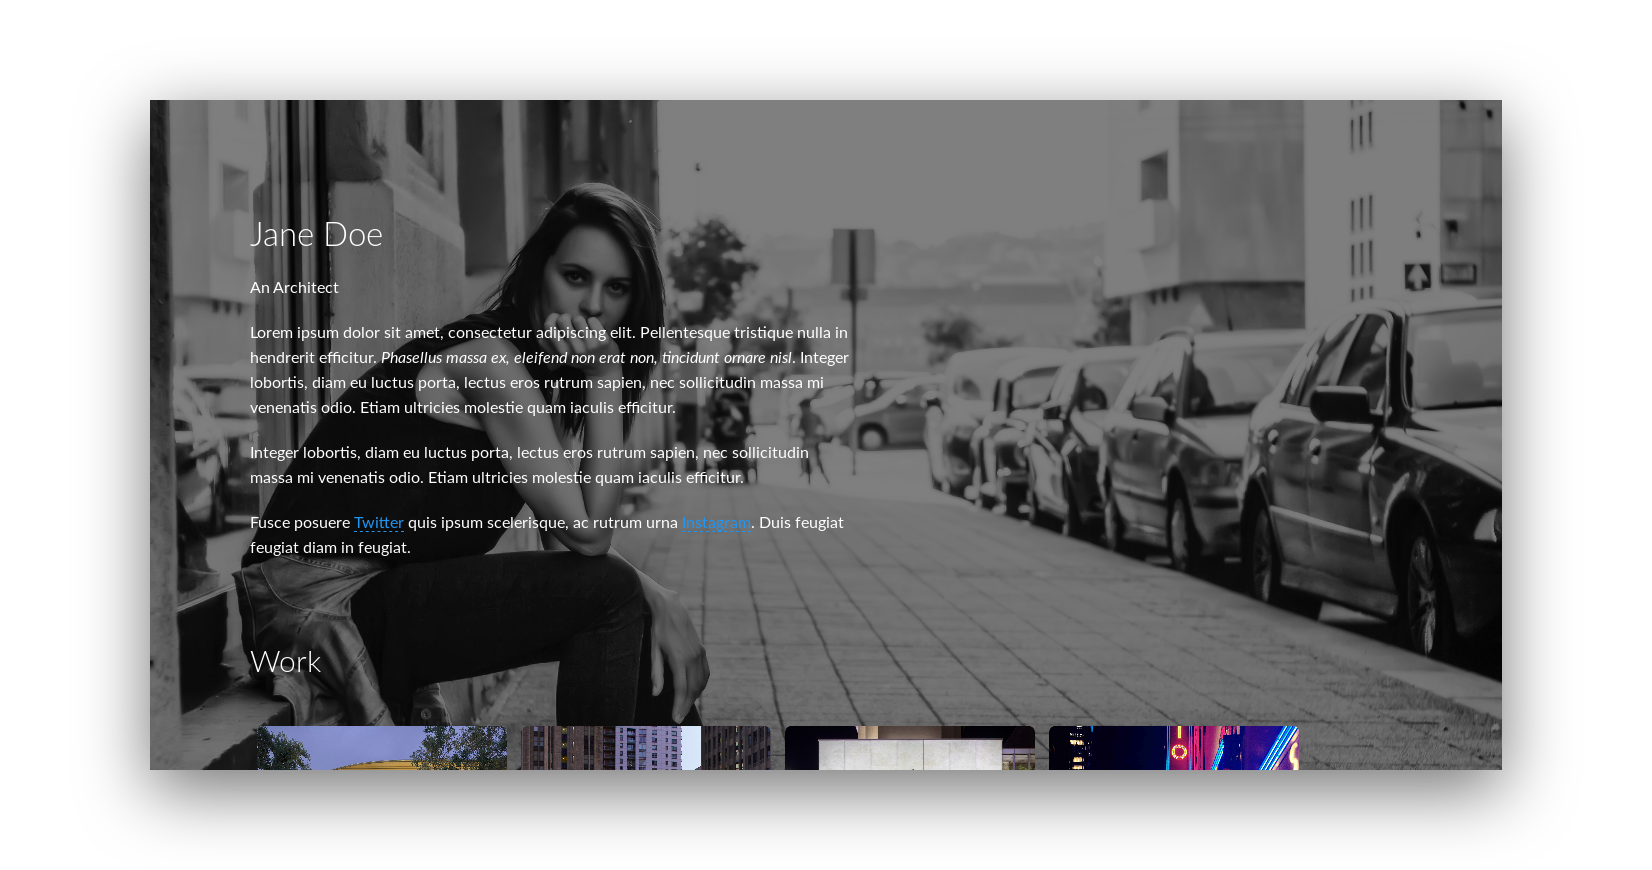 Jane Doe
An Architect
Lorem ipsum dolor sit amet, consectetur adipiscing elit. Pellentesque tristique nulla in
hendrerit efficitur. Phasellus massa ex, eleifend non erat non, tincidunt ornare nisl. Integer
lobortis, diam eu luctus porta, lectus eros rutrum sapien, nec sollicitudin massa mi
venenatis odio. Etiam ultricies molestie quam iaculis efficitur.
Integer lobortis, diam eu luctus porta, lectus eros rutrum sapien, nec sollicitudin
massa mi venenatis odio. Etiam ultricies molestie quam iaculis efficitur.
Fusce posuere Twitter quis ipsum scelerisque, ac rutrum urna Instagram. Duis feugiat
feugiat diam in feugiat.
Work